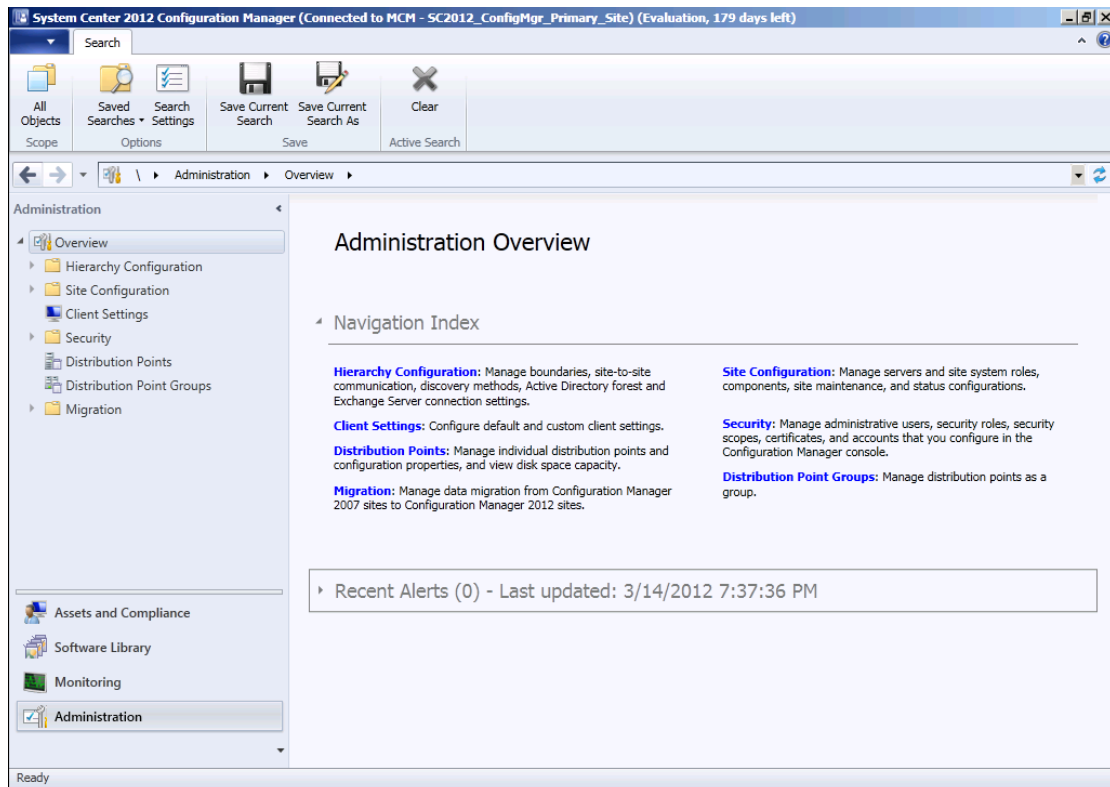 System Center 2012 Configuration Manager (Connected to MCM - SC2012_ConfigMgr_Primary_Site) (Evaluation, 179 days left)
Search
All Objects
Saved Searches
Search Settings
Save Current Search
Save Current Search As
Clear
Scope
Options
Save
Active Search
\ Administration Overview
Administration
Overview
Hierarchy Configuration
Site Configuration
Client Settings
Security
Distribution Points
Distribution Point Groups
Migration
Assets and Compliance
Software Library
Monitoring
Administration
Administration Overview
Navigation Index
Hierarchy Configuration: Manage boundaries, site-to-site
communication, discovery methods, Active Directory forest and
Exchange Server connection settings.
Client Settings: Configure default and custom client settings.
Distribution Points: Manage individual distribution points and
configuration properties, and view disk space capacity.
Migration: Manage data migration from Configuration Manager
2007 sites to Configuration Manager 2012 sites.
Site Configuration: Manage servers and site system roles,
components, site maintenance, and status configurations.
Security: Manage administrative users, security roles, security
scopes, certificates, and accounts that you configure in the
Configuration Manager console.
Distribution Point Groups: Manage distribution points as a
group.
Recent Alerts (0) - Last updated: 3/14/2012 7:37:36 PM
Ready